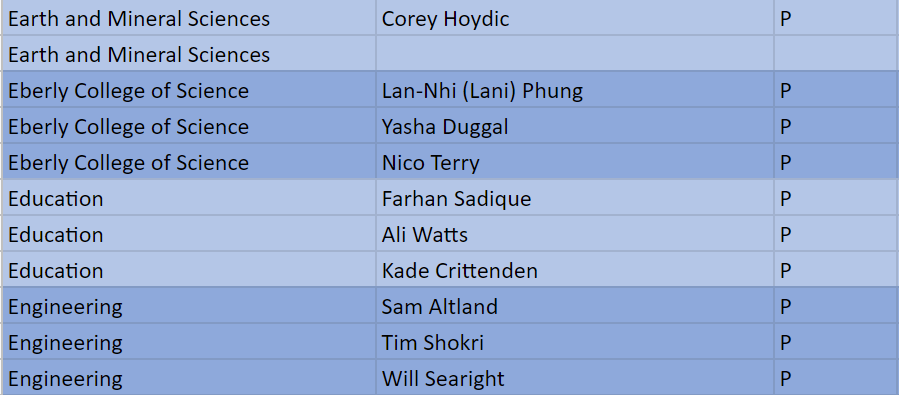 Earth and Mineral Sciences Corey Hoydic P
Earth and Mineral Sciences
Eberly College of Science Lan-Nhi (Lani) Phung P
Eberly College of Science Yasha Duggal P
Eberly College of Science Nico Terry P
Education Farhan Sadique P
Education Ali Watts P
Education Kade Crittenden P
Engineering Sam Altland P
Engineering Tim Shokri P
Engineering Will Searight P